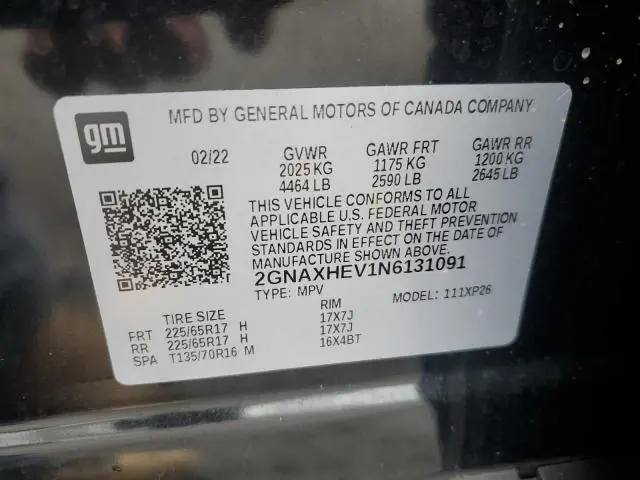 gm
MFD BY GENERAL MOTORS OF CANADA COMPANY
02/22 GVWR GAWR FRT GAWR RR
2025 KG 1175 KG 1200 KG
4464 LB 2590 LB 2645 LB
THIS VEHICLE CONFORMS TO ALL
APPLICABLE U.S. FEDERAL MOTOR
VEHICLE SAFETY AND THEFT PREVENTION
STANDARDS IN EFFECT ON THE DATE OF
MANUFACTURE SHOWN ABOVE.
2GNAXHEV1N6131091
TYPE: MPV MODEL: 111XP26
TIRE SIZE RIM
FRT 225/65R17 H 17X7J
RR 225/65R17 H 17X7J
SPA T135/70R16 M 16X4BT